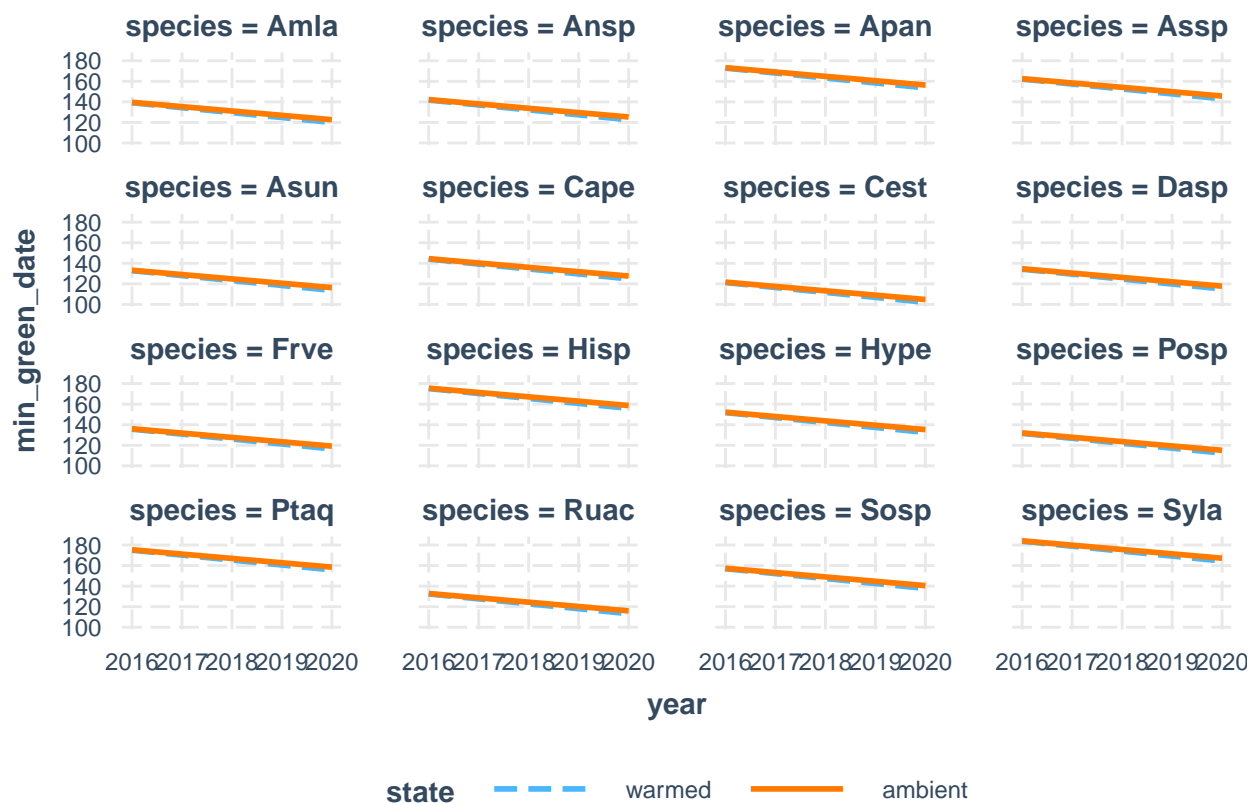 species = Amla species = Ansp species = Apan species = Assp
180
160
140
120
100
species = Asun species = Cape species = Cest species = Dasp
180
160
140
120
100
species = Frve species = Hisp species = Hype species = Posp
180
160
140
120
100
species = Ptaq species = Ruac species = Sosp species = Syla
180
160
140
120
100
min_green_date
2016 2017 2018 2019 2020 2016 2017 2018 2019 2020 2016 2017 2018 2019 2020 2016 2017 2018 2019 2020
year
state warmed ambient